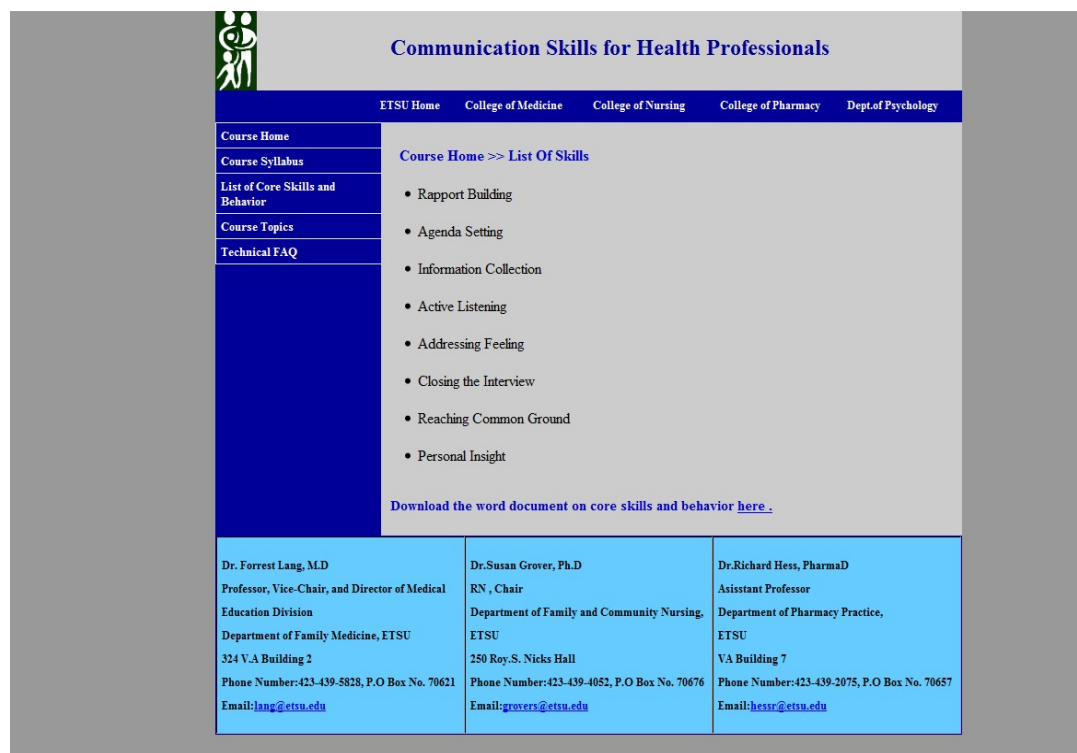 Communication Skills for Health Professionals
ETSU Home College of Medicine College of Nursing College of Pharmacy Dept.of Psychology
Course Home
Course Syllabus
List of Core Skills and
Behavior
Course Topics
Technical FAQ
Course Home >> List Of Skills
• Rapport Building
• Agenda Setting
• Information Collection
• Active Listening
• Addressing Feeling
• Closing the Interview
• Reaching Common Ground
• Personal Insight
Download the word document on core skills and behavior here .
Dr. Forrest Lang, M.D
Professor, Vice-Chair, and Director of Medical
Education Division
Department of Family Medicine, ETSU
324 V.A Building 2
Phone Number:423-439-5828, P.O Box No. 70621
Email:lang@etsu.edu
Dr.Susan Grover, Ph.D
RN , Chair
Department of Family and Community Nursing,
ETSU
250 Roy.S. Nicks Hall
Phone Number:423-439-4052, P.O Box No. 70676
Email:grovers@etsu.edu
Dr.Richard Hess, PharmaD
Asisstant Professor
Department of Pharmacy Practice,
ETSU
VA Building 7
Phone Number:423-439-2075, P.O Box No. 70657
Email:hessr@etsu.edu